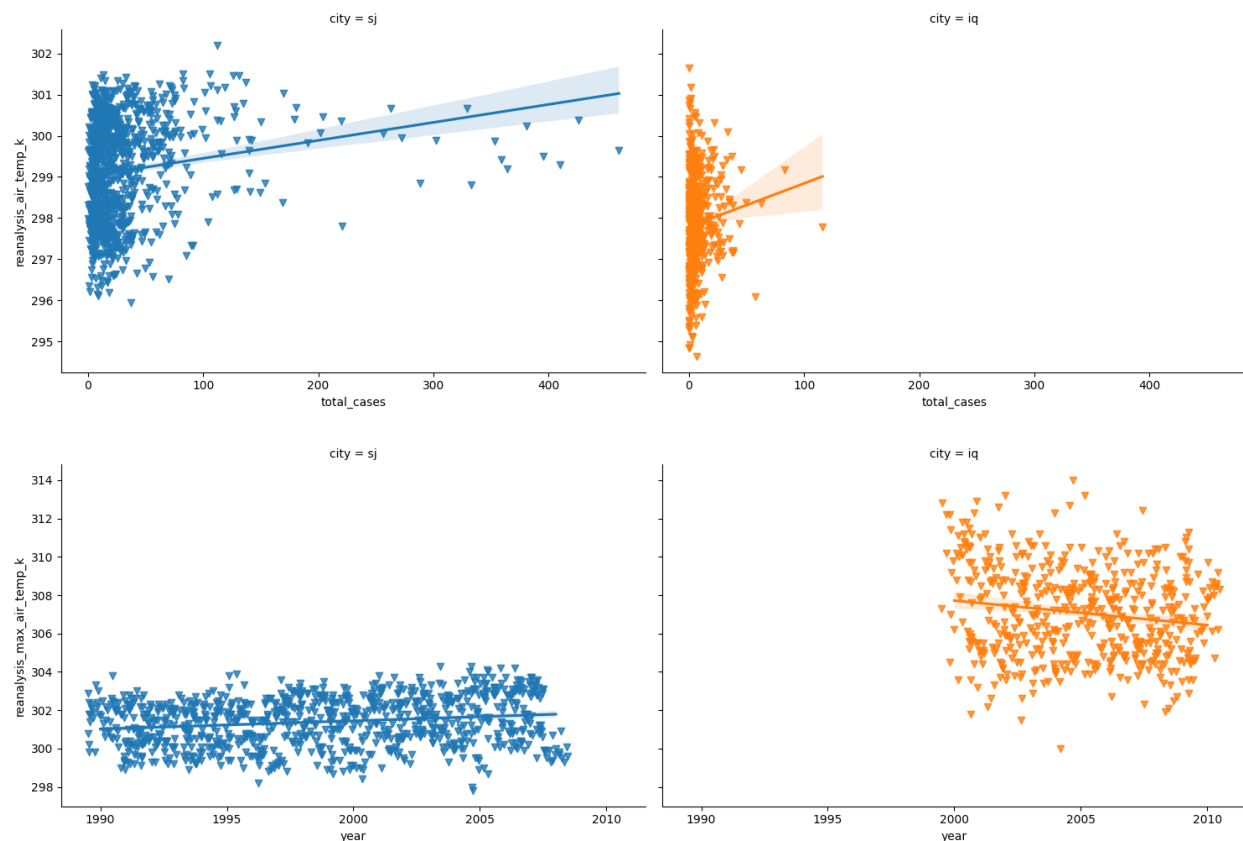 city = sj
city = iq
302
301
300
299
298
297
296
295
reanalysis_air_temp_k
0 100 200 300 400
total_cases
0 100 200 300 400
total_cases
city = sj
city = iq
314
312
310
308
306
304
302
300
298
reanalysis_max_air_temp_k
1990 1995 2000 2005 2010
year
1990 1995 2000 2005 2010
year